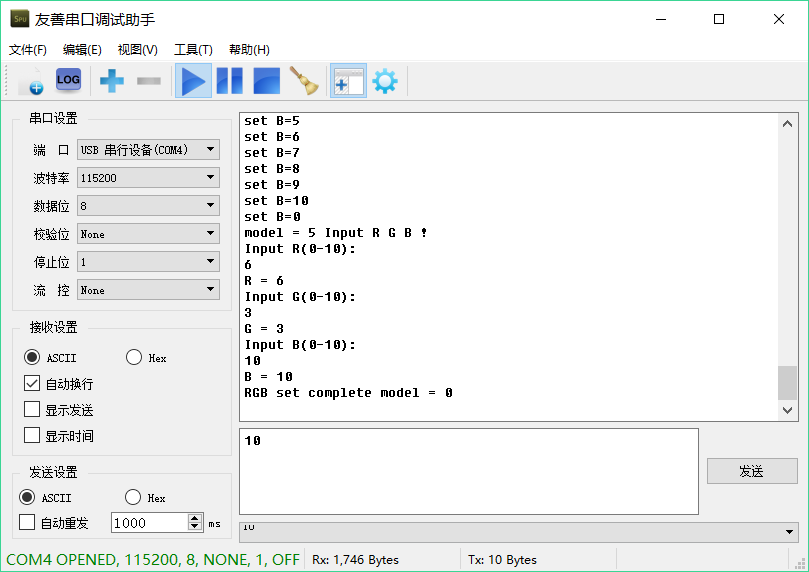 SPU 友善串口调试助手
文件(F) 编辑(E) 视图(V) 工具(T) 帮助(H)
LOG
串口设置
端 口 USB 串行设备(COM4)
波特率 115200
数据位 8
校验位 None
停止位 1
流 控 None
接收设置
ASCII Hex
自动换行
显示发送
显示时间
发送设置
ASCII Hex
自动重发 1000 ms
set B=5
set B=6
set B=7
set B=8
set B=9
set B=10
set B=0
model = 5 Input R G B !
Input R(0-10):
6
R = 6
Input G(0-10):
3
G = 3
Input B(0-10):
10
B = 10
RGB set complete model = 0
10
发送
10
COM4 OPENED, 115200, 8, NONE, 1, OFF Rx: 1,746 Bytes Tx: 10 Bytes